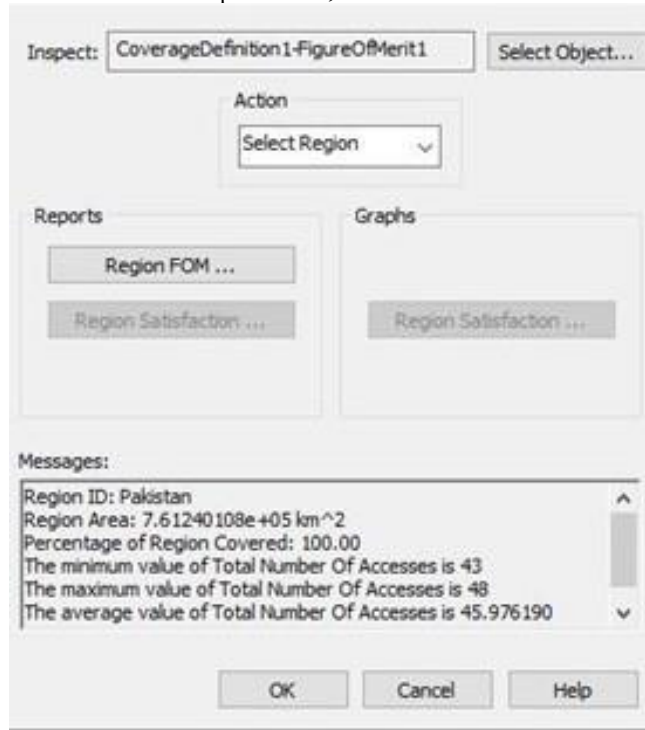 Inspect: CoverageDefinition1-FigureOfMerit1 Select Object...
Action
Select Region
Reports Graphs
Region FOM ...
Region Satisfaction ... Region Satisfaction ...
Messages:
Region ID: Pakistan
Region Area: 7.61240108e+05 km^2
Percentage of Region Covered: 100.00
The minimum value of Total Number Of Accesses is 43
The maximum value of Total Number Of Accesses is 48
The average value of Total Number Of Accesses is 45.976190
OK Cancel Help